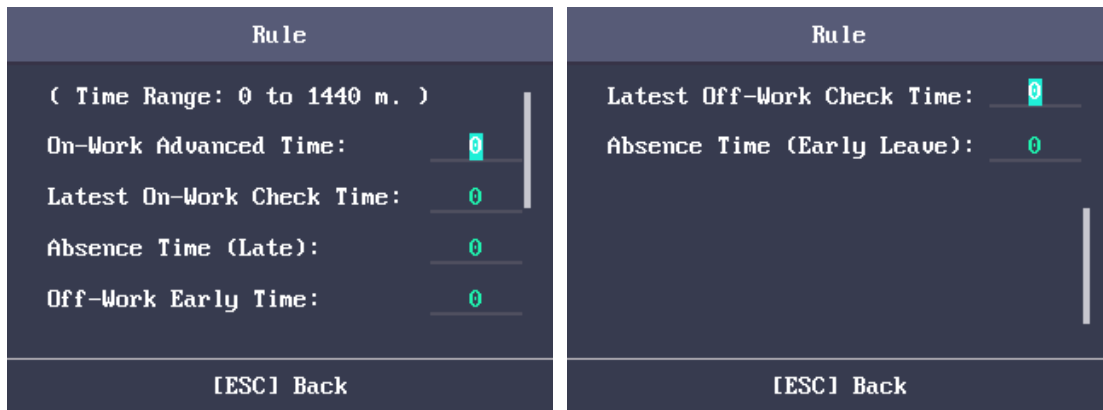 Rule
( Time Range: 0 to 1440 m. )
On-Work Advanced Time: 0
Latest On-Work Check Time: 0
Absence Time (Late): 0
Off-Work Early Time: 0
[ESC] Back
Rule
Latest Off-Work Check Time: 0
Absence Time (Early Leave): 0
[ESC] Back